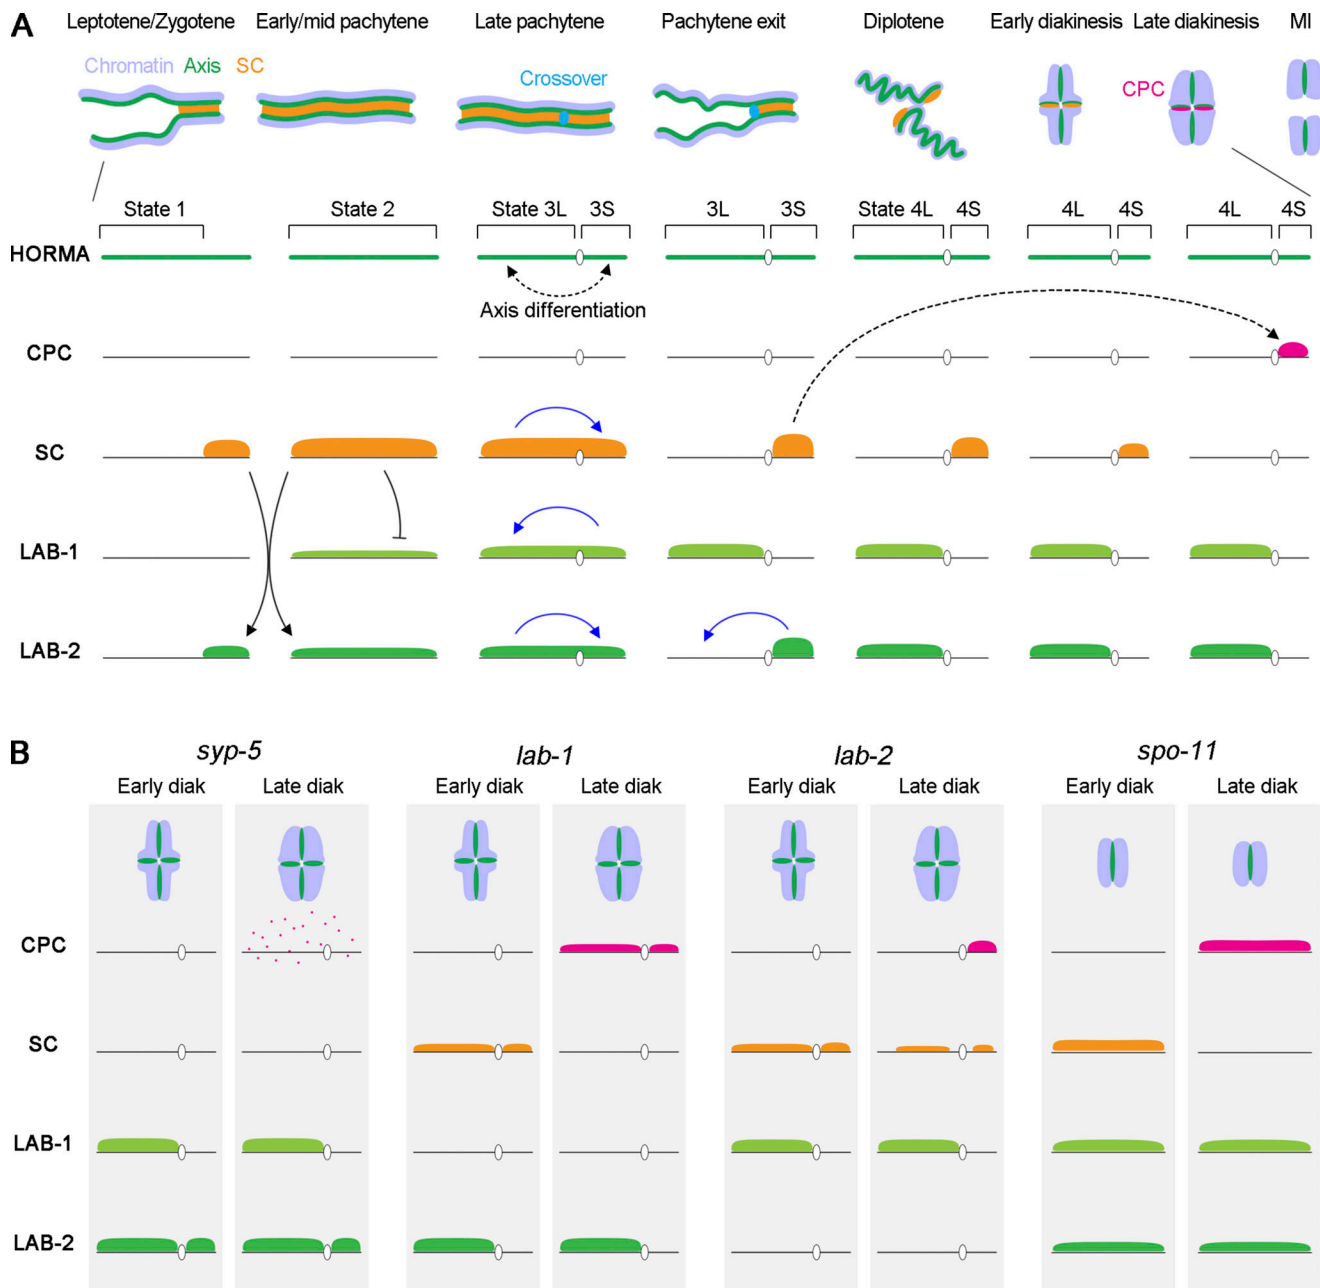 A
Leptotene/Zygotene Early/mid pachytene Late pachytene Pachytene exit Diplotene Early diakinesis Late diakinesis MI
Chromatin Axis SC
Crossover
CPC
State 1 State 2 State 3L 3S 3L 3S State 4L 4S 4L 4S 4L 4S
HORMA
Axis differentiation
CPC
SC
LAB-1
LAB-2
B
syp-5 lab-1 lab-2 spo-11
Early diak Late diak Early diak Late diak Early diak Late diak Early diak Late diak
CPC
SC
LAB-1
LAB-2